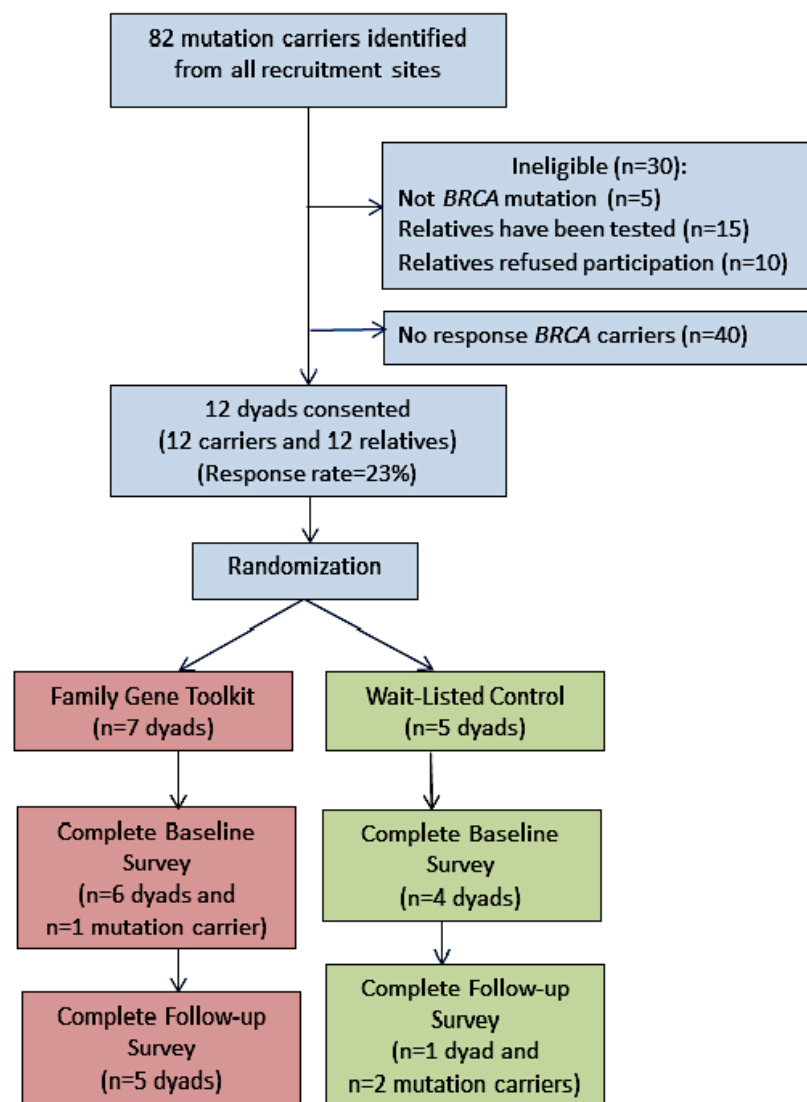 82 mutation carriers identified
from all recruitment sites
Ineligible (n=30):
Not BRCA mutation (n=5)
Relatives have been tested (n=15)
Relatives refused participation (n=10)
No response BRCA carriers (n=40)
12 dyads consented
(12 carriers and 12 relatives)
(Response rate=23%)
Randomization
Family Gene Toolkit
(n=7 dyads)
Wait-Listed Control
(n=5 dyads)
Complete Baseline
Survey
(n=6 dyads and
n=1 mutation carrier)
Complete Baseline
Survey
(n=4 dyads)
Complete Follow-up
Survey
(n=5 dyads)
Complete Follow-up
Survey
(n=1 dyad and
n=2 mutation carriers)